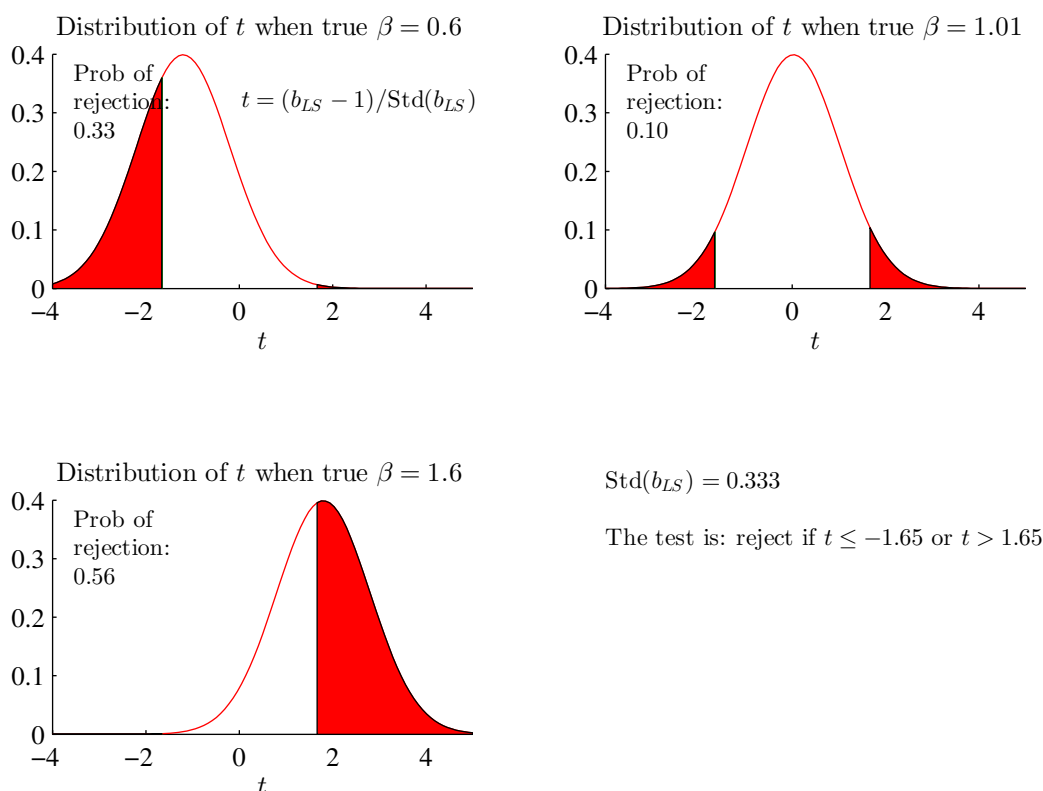 Distribution of t when true β = 0.6
0.4
0.3
0.2
0.1
0
Prob of
rejection:
0.33
t = (b_LS − 1)/Std(b_LS)
−4 −2 0 2 4
t
Distribution of t when true β = 1.01
0.4
0.3
0.2
0.1
0
Prob of
rejection:
0.10
−4 −2 0 2 4
t
Distribution of t when true β = 1.6
0.4
0.3
0.2
0.1
0
Prob of
rejection:
0.56
−4 −2 0 2 4
t
Std(b_LS) = 0.333
The test is: reject if t ≤ −1.65 or t > 1.65